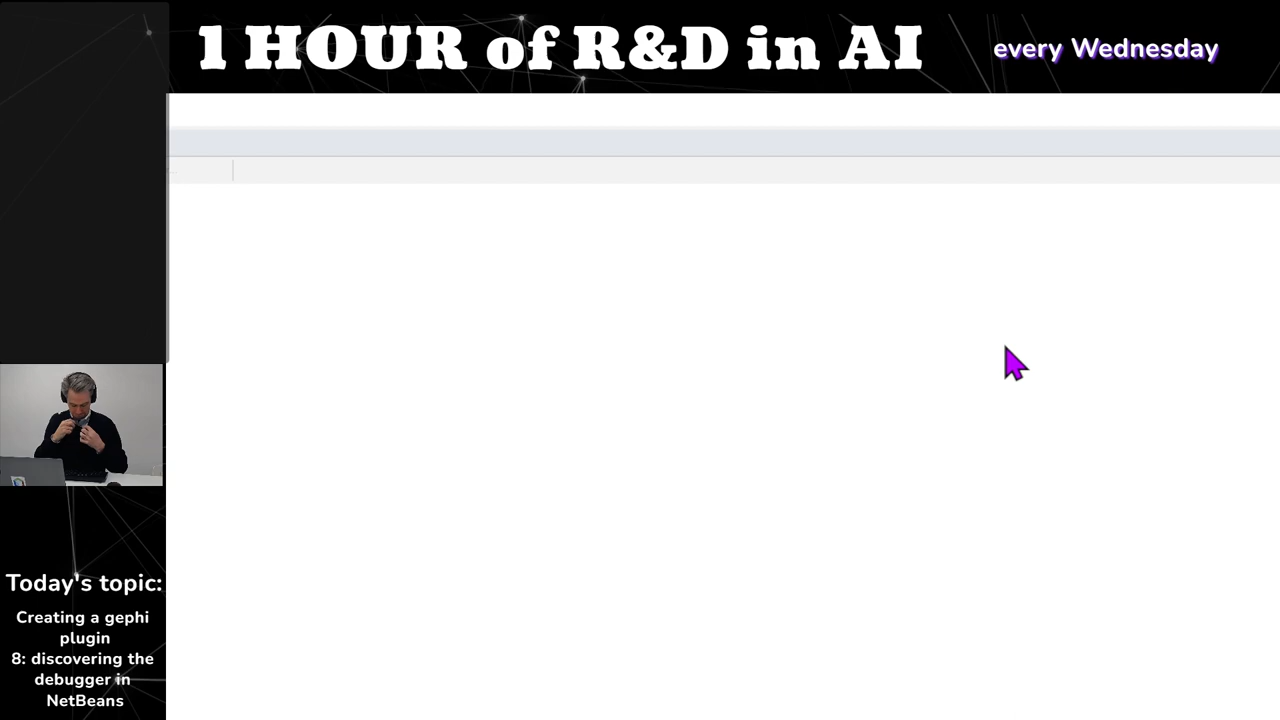 1 HOUR of R&D in AI
every Wednesday
Today's topic:
Creating a gephi
plugin
8: discovering the
debugger in
NetBeans